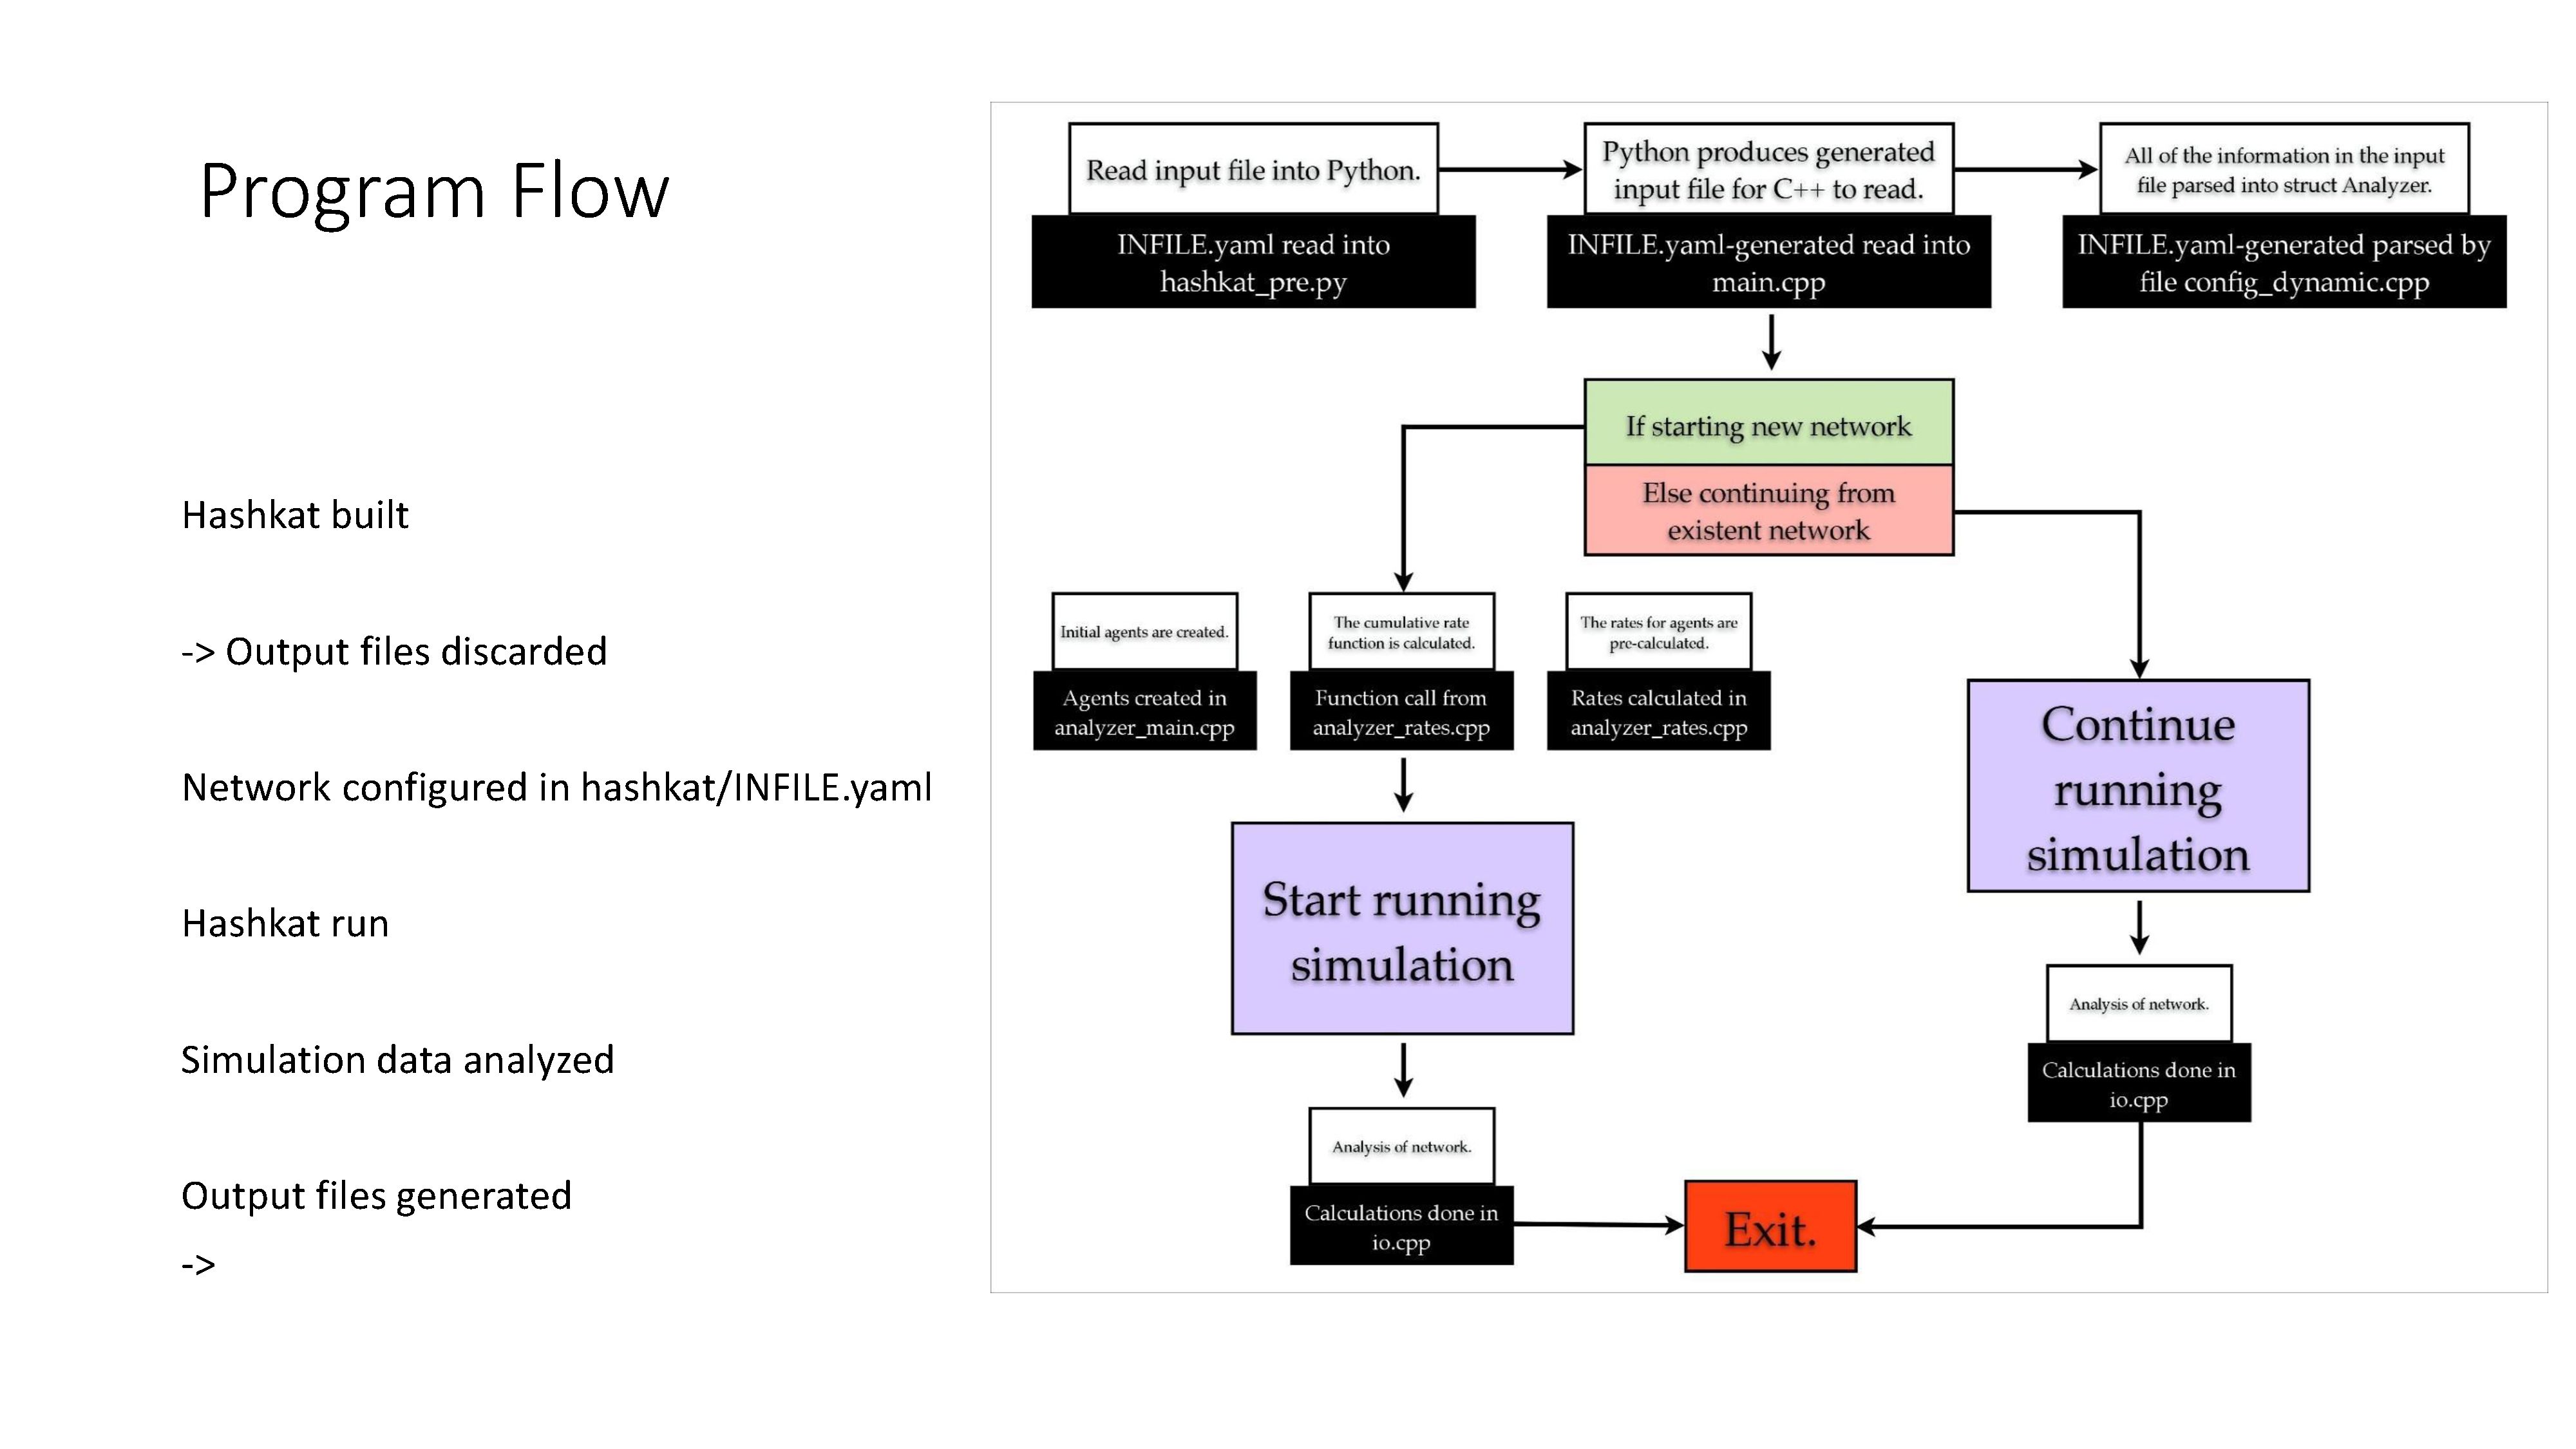 Program Flow
Hashkat built
-> Output files discarded
Network configured in hashkat/INFILE.yaml
Hashkat run
Simulation data analyzed
Output files generated
->
Read input file into Python.
INFILE.yaml read into
hashkat_pre.py
Python produces generated
input file for C++ to read.
INFILE.yaml-generated read into
main.cpp
All of the information in the input
file parsed into struct Analyzer.
INFILE.yaml-generated parsed by
file config_dynamic.cpp
If starting new network
Else continuing from
existent network
Initial agents are created.
Agents created in
analyzer_main.cpp
The cumulative rate
function is calculated.
Function call from
analyzer_rates.cpp
The rates for agents are
pre-calculated.
Rates calculated in
analyzer_rates.cpp
Start running
simulation
Analysis of network.
Calculations done in
io.cpp
Continue
running
simulation
Analysis of network.
Calculations done in
io.cpp
Exit.